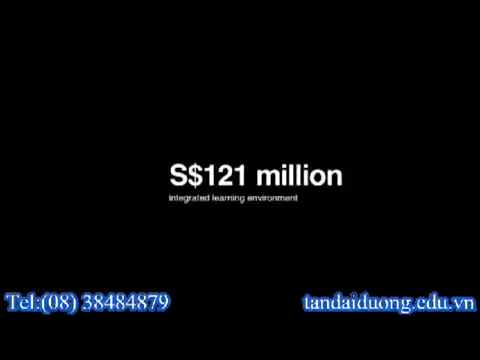 S$121 million
integrated learning environment
Tel:(08) 38484879
tandaiduong.edu.vn